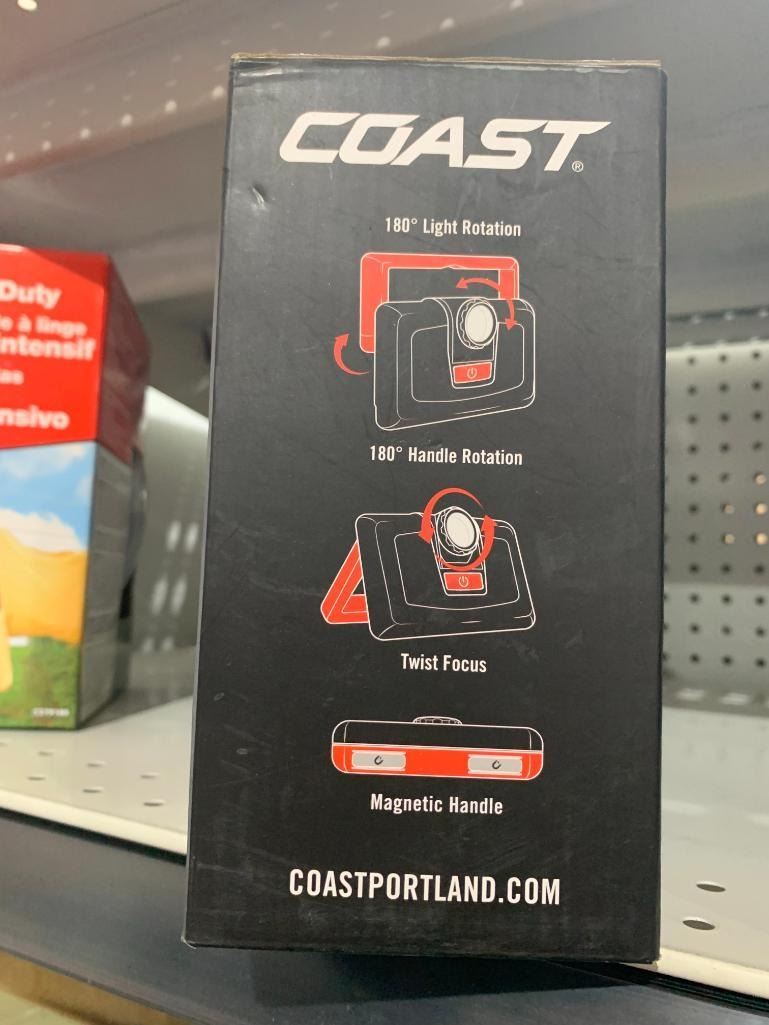 COAST®
180° Light Rotation
180° Handle Rotation
Twist Focus
Magnetic Handle
COASTPORTLAND.COM
Duty
à linge
intensif
nsivo